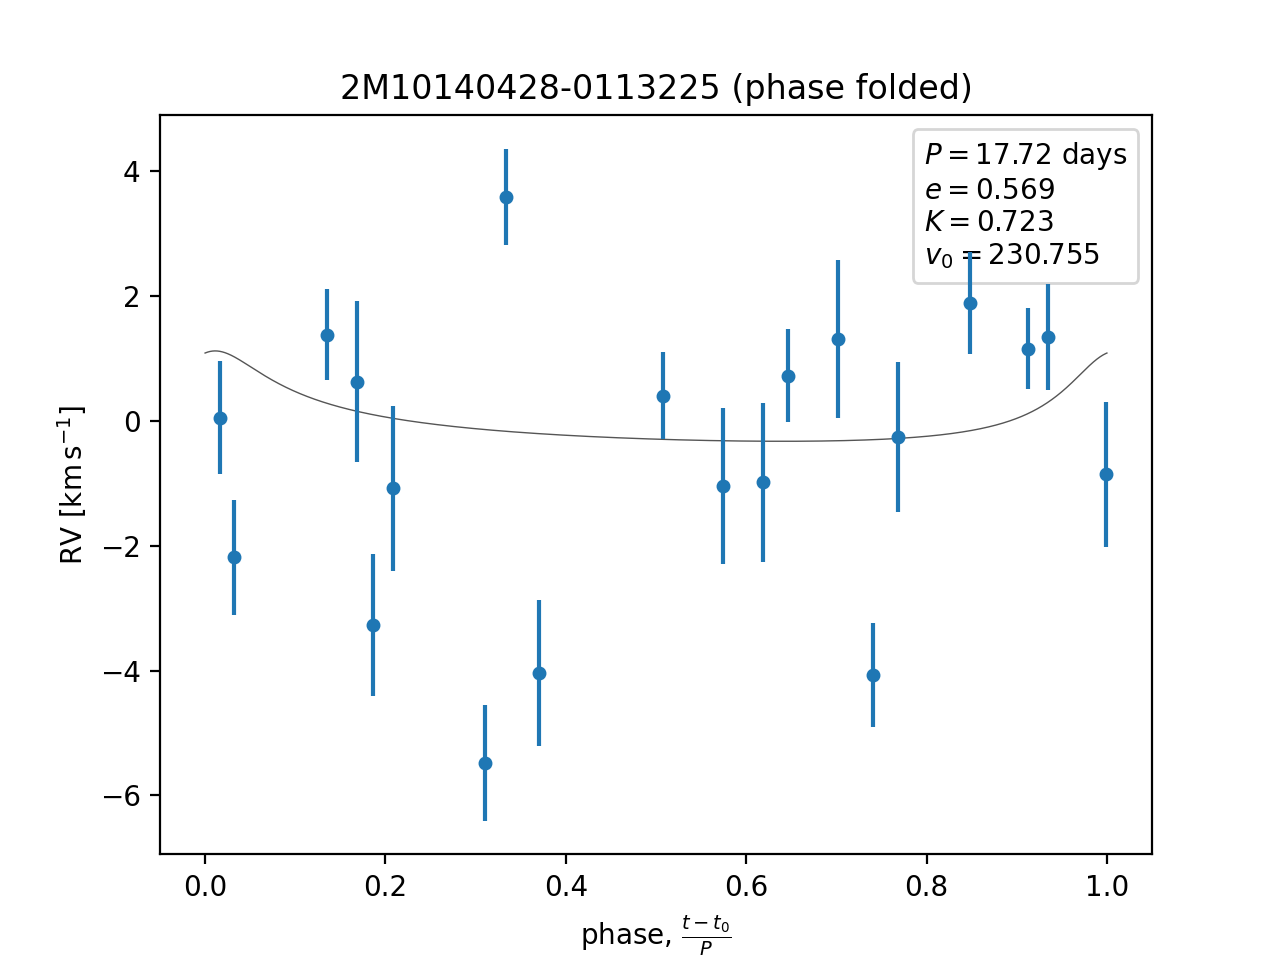 2M10140428-0113225 (phase folded)
P = 17.72 days
e = 0.569
K = 0.723
v₀ = 230.755
4
2
0
−2
−4
−6
RV [km s⁻¹]
0.0 0.2 0.4 0.6 0.8 1.0
phase, (t − t₀)/P